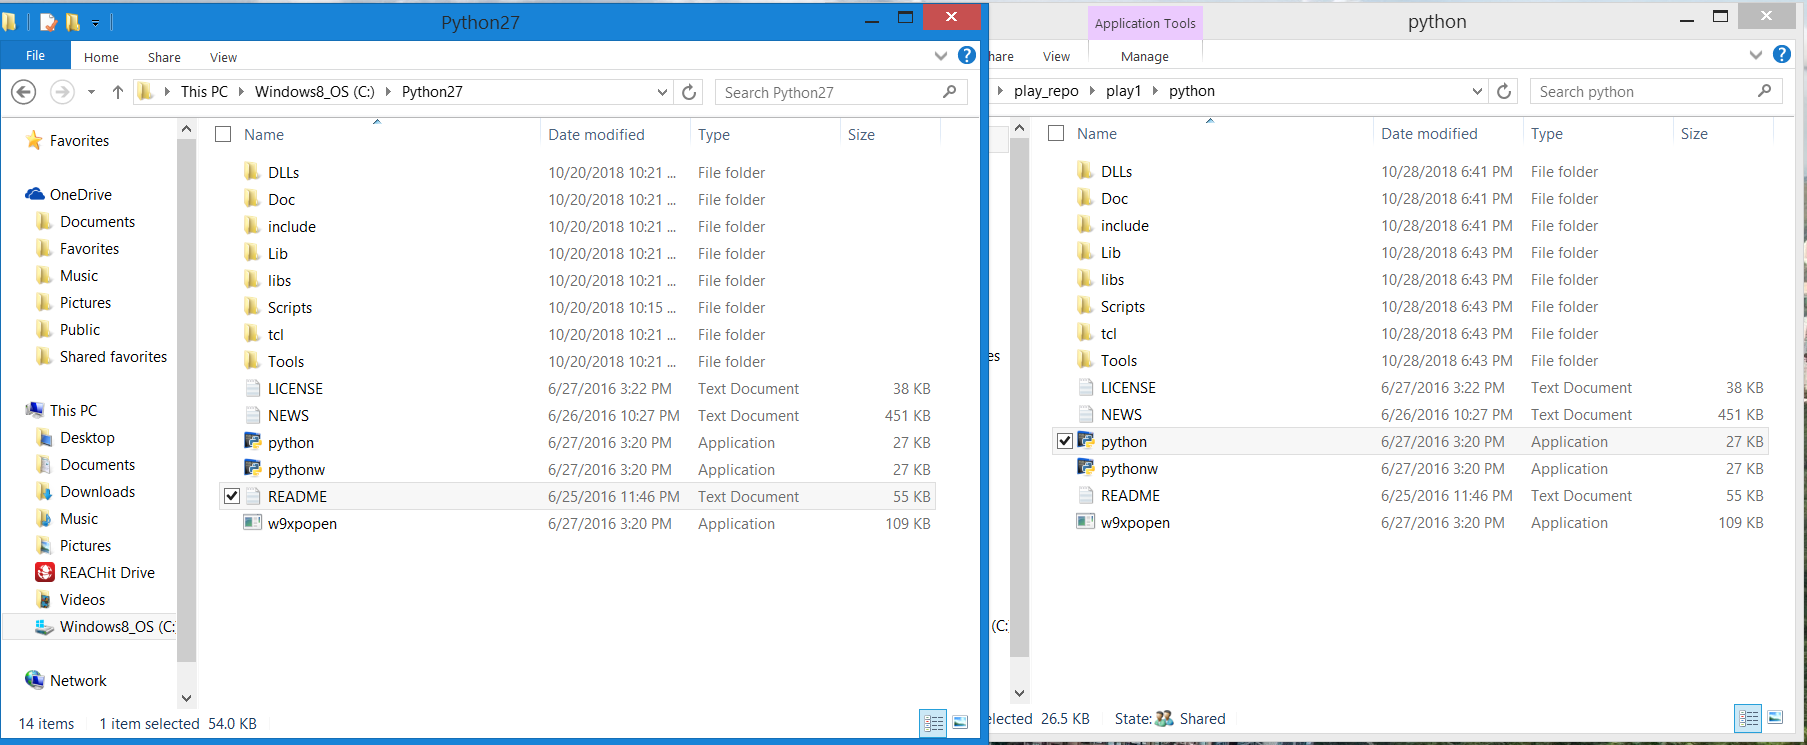 Python27
File Home Share View
This PC Windows8_OS (C:) Python27
Search Python27
Name Date modified Type Size
Favorites
OneDrive
Documents
Favorites
Music
Pictures
Public
Shared favorites
This PC
Desktop
Documents
Downloads
Music
Pictures
REACHit Drive
Videos
Windows8_OS (C:
Network
DLLs 10/20/2018 10:21 ... File folder
Doc 10/20/2018 10:21 ... File folder
include 10/20/2018 10:21 ... File folder
Lib 10/20/2018 10:21 ... File folder
libs 10/20/2018 10:21 ... File folder
Scripts 10/20/2018 10:15 ... File folder
tcl 10/20/2018 10:21 ... File folder
Tools 10/20/2018 10:21 ... File folder
LICENSE 6/27/2016 3:22 PM Text Document 38 KB
NEWS 6/26/2016 10:27 PM Text Document 451 KB
python 6/27/2016 3:20 PM Application 27 KB
pythonw 6/27/2016 3:20 PM Application 27 KB
README 6/25/2016 11:46 PM Text Document 55 KB
w9xpopen 6/27/2016 3:20 PM Application 109 KB
14 items 1 item selected 54.0 KB
Application Tools python
hare View Manage
play_repo play1 python
Search python
Name Date modified Type Size
DLLs 10/28/2018 6:41 PM File folder
Doc 10/28/2018 6:41 PM File folder
include 10/28/2018 6:41 PM File folder
Lib 10/28/2018 6:43 PM File folder
libs 10/28/2018 6:43 PM File folder
Scripts 10/28/2018 6:43 PM File folder
tcl 10/28/2018 6:43 PM File folder
es
Tools 10/28/2018 6:43 PM File folder
LICENSE 6/27/2016 3:22 PM Text Document 38 KB
NEWS 6/26/2016 10:27 PM Text Document 451 KB
python 6/27/2016 3:20 PM Application 27 KB
pythonw 6/27/2016 3:20 PM Application 27 KB
README 6/25/2016 11:46 PM Text Document 55 KB
w9xpopen 6/27/2016 3:20 PM Application 109 KB
(C:
elected 26.5 KB State: Shared